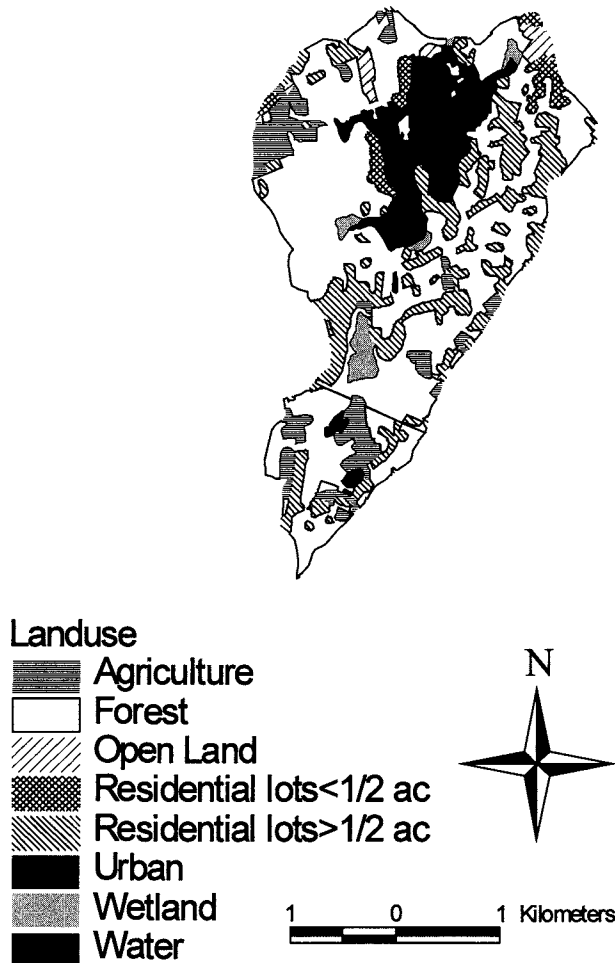 Landuse
Agriculture
Forest
Open Land
Residential lots<1/2 ac
Residential lots>1/2 ac
Urban
Wetland
Water
N
1 0 1 Kilometers